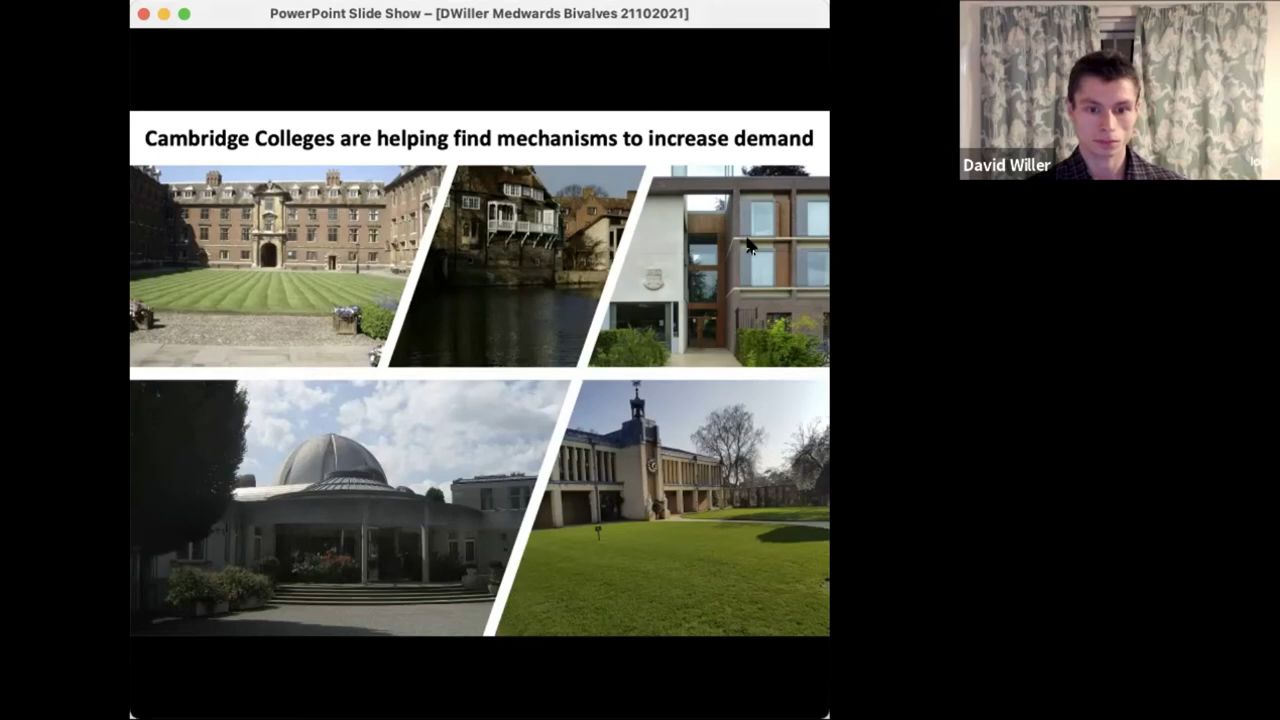 PowerPoint Slide Show – [DWiller Medwards Bivalves 21102021]
Cambridge Colleges are helping find mechanisms to increase demand
David Willer